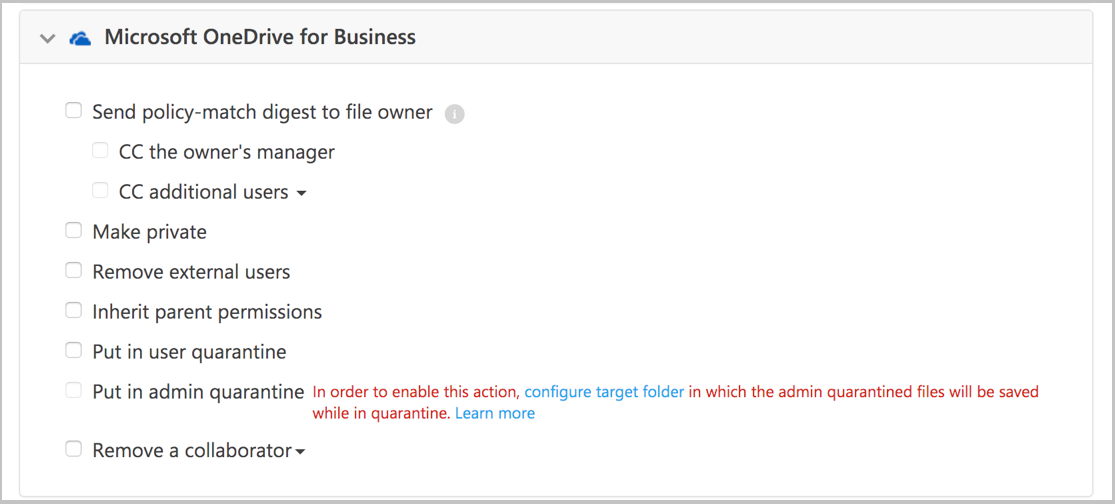 Microsoft OneDrive for Business
Send policy-match digest to file owner i
CC the owner's manager
CC additional users
Make private
Remove external users
Inherit parent permissions
Put in user quarantine
Put in admin quarantine In order to enable this action, configure target folder in which the admin quarantined files will be saved
while in quarantine. Learn more
Remove a collaborator